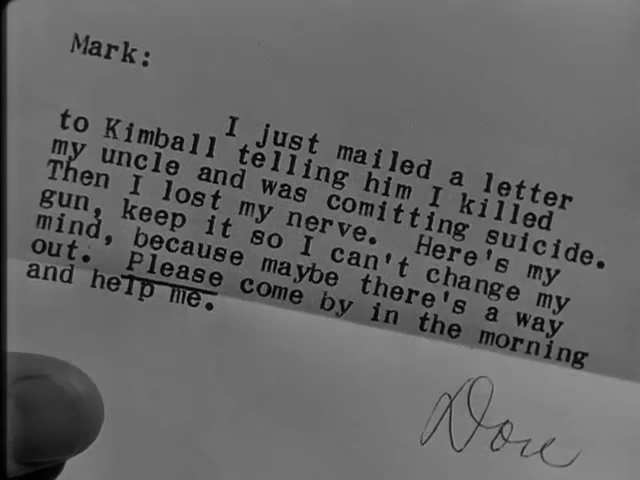 Mark:
I just mailed a letter
to Kimball telling him I killed
my uncle and was comitting suicide.
Then I lost my nerve. Here's my
gun, keep it so I can't change my
mind, because maybe there's a way
out. Please come by in the morning
and help me.
Don